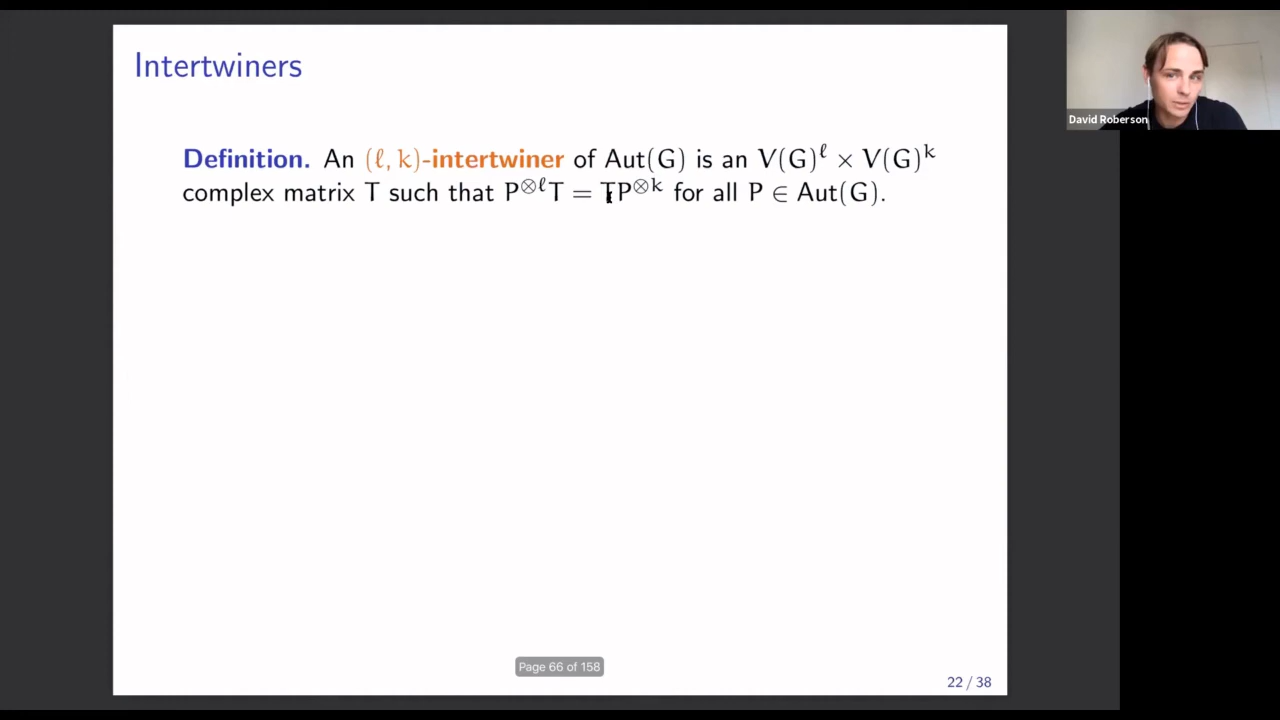 Intertwiners
David Roberson
Definition. An (ℓ, k)-intertwiner of Aut(G) is an V(G)^ℓ × V(G)^k
complex matrix T such that P^⊗ℓ T = TP^⊗k for all P ∈ Aut(G).
Page 66 of 158
22 / 38